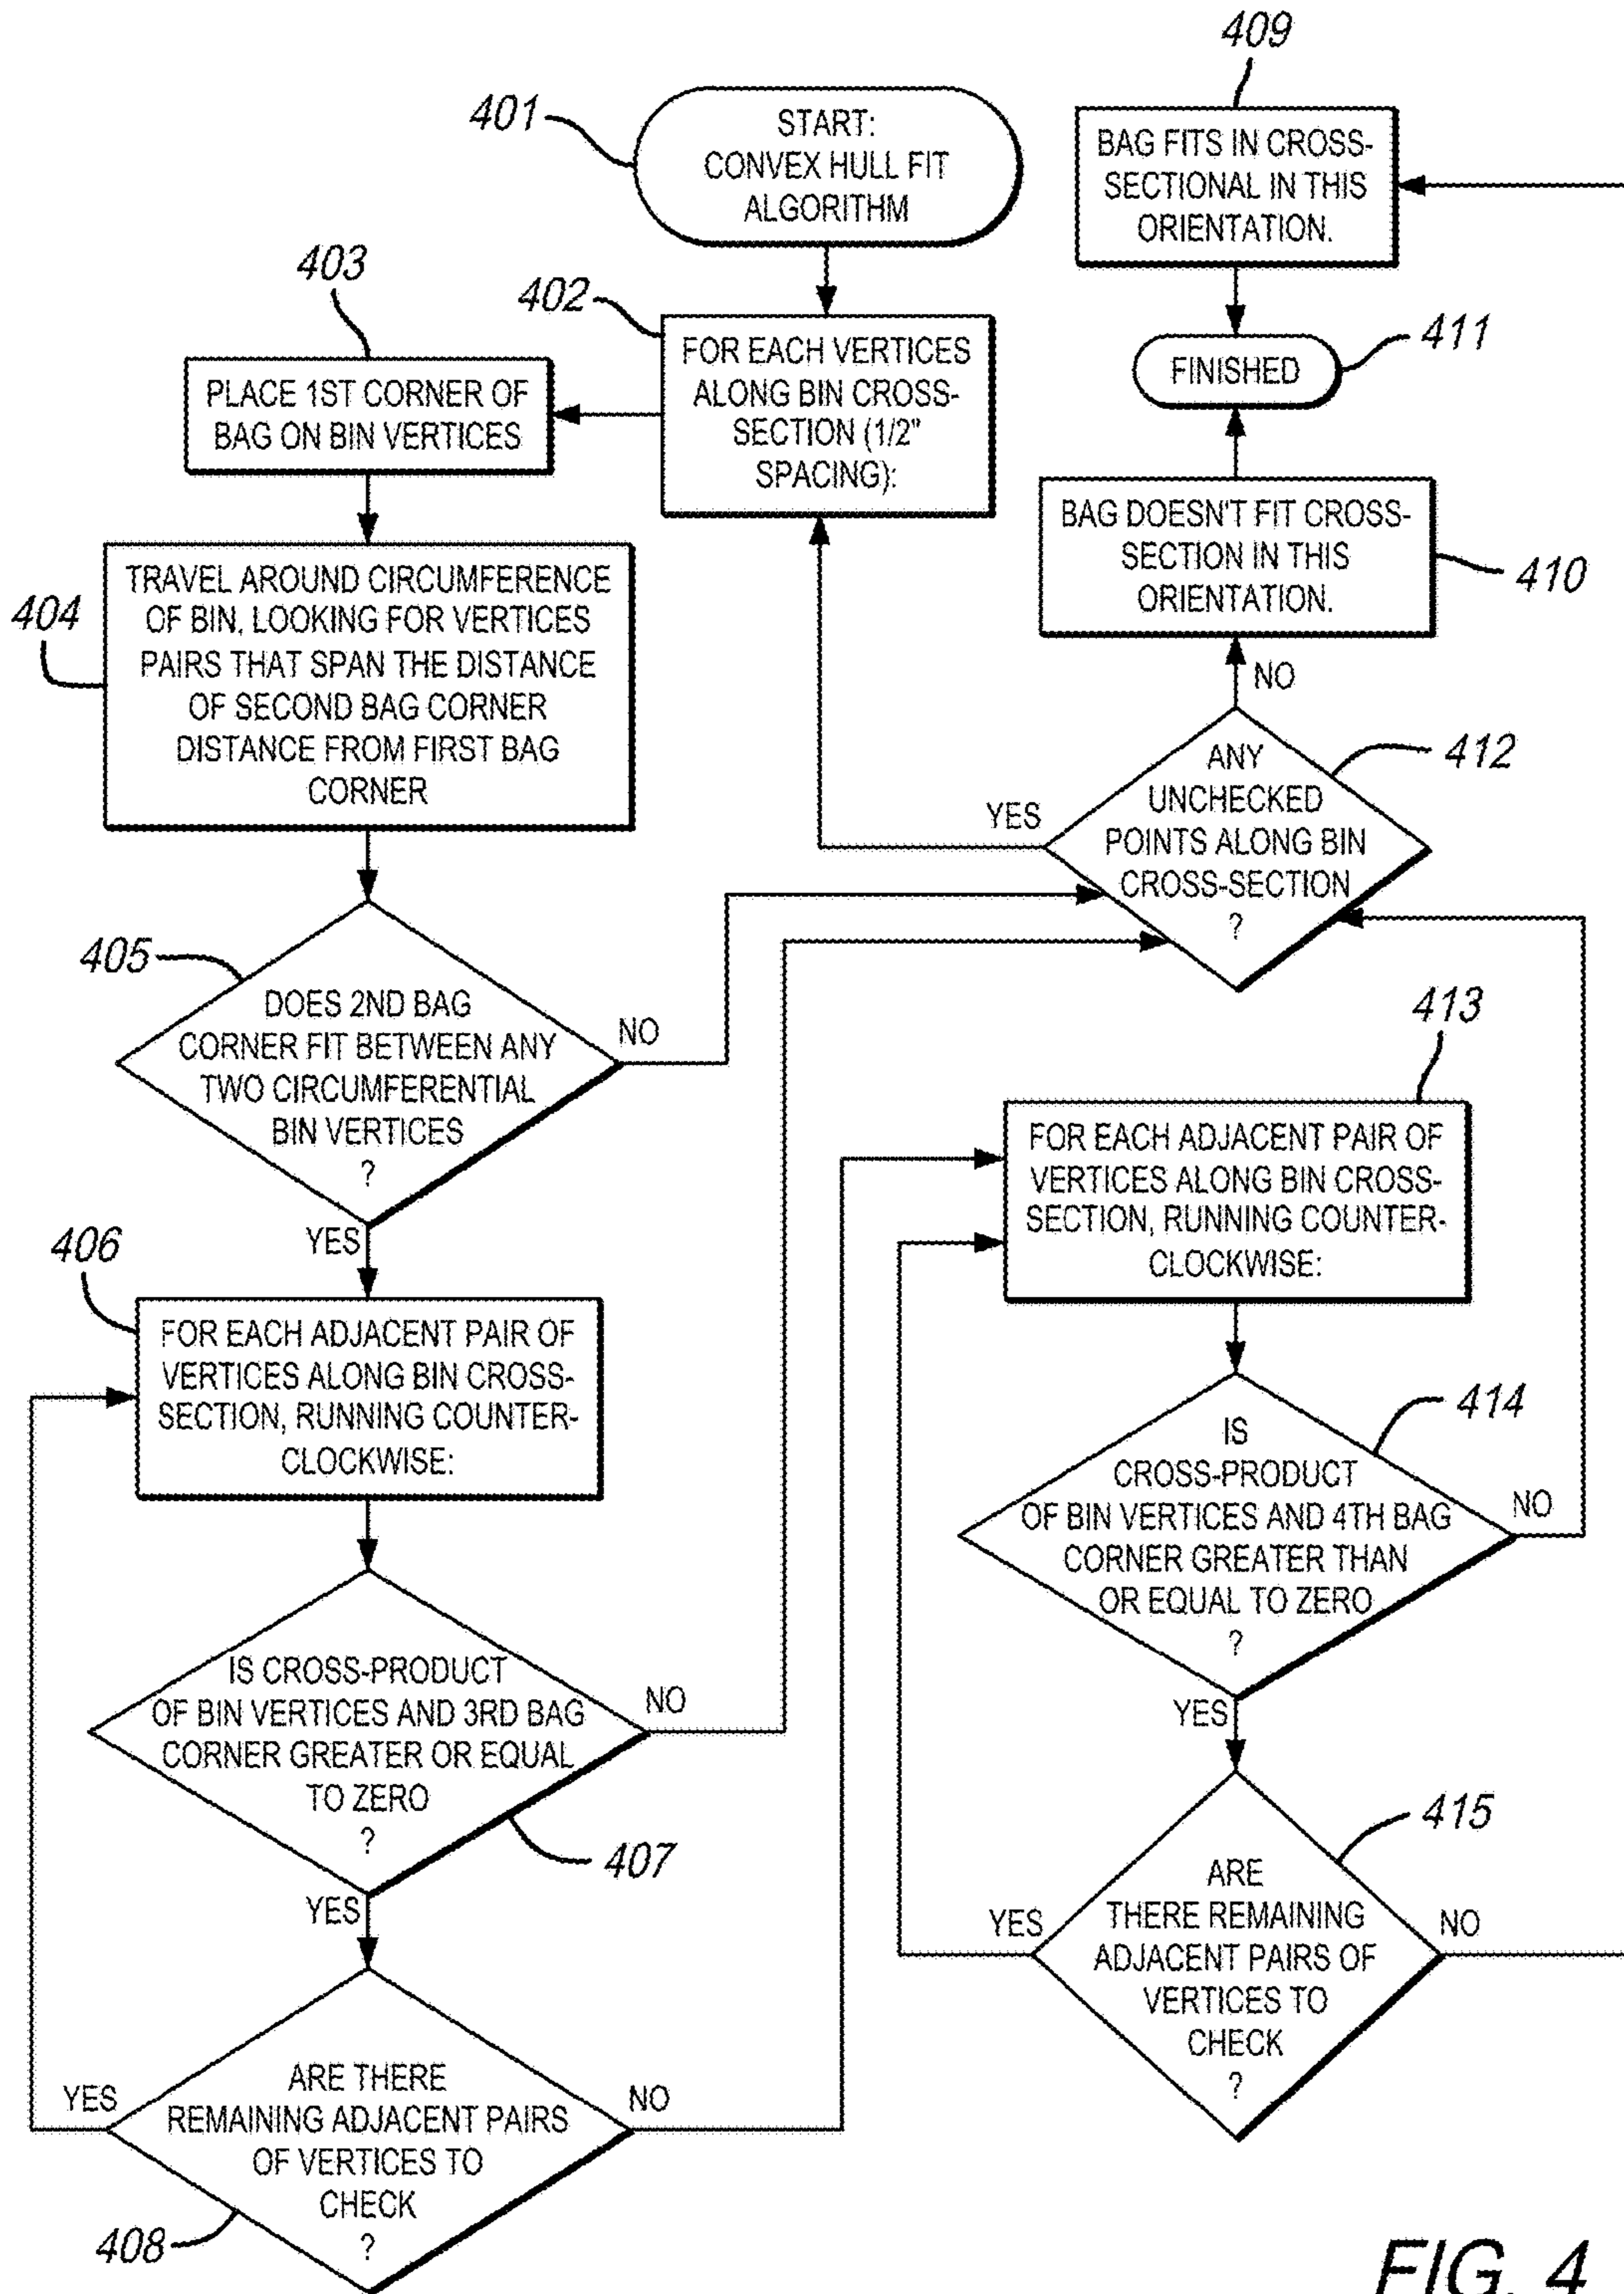 401
START:
CONVEX HULL FIT
ALGORITHM
402
FOR EACH VERTICES
ALONG BIN CROSS-
SECTION (1/2"
SPACING):
403
PLACE 1ST CORNER OF
BAG ON BIN VERTICES
404
TRAVEL AROUND CIRCUMFERENCE
OF BIN, LOOKING FOR VERTICES
PAIRS THAT SPAN THE DISTANCE
OF SECOND BAG CORNER
DISTANCE FROM FIRST BAG
CORNER
405
DOES 2ND BAG
CORNER FIT BETWEEN ANY
TWO CIRCUMFERENTIAL
BIN VERTICES
?
NO
YES
406
FOR EACH ADJACENT PAIR OF
VERTICES ALONG BIN CROSS-
SECTION, RUNNING COUNTER-
CLOCKWISE:
IS CROSS-PRODUCT
OF BIN VERTICES AND 3RD BAG
CORNER GREATER OR EQUAL
TO ZERO
?
407
NO
YES
ARE THERE
REMAINING ADJACENT PAIRS
OF VERTICES TO
CHECK
?
408
YES
NO
409
BAG FITS IN CROSS-
SECTIONAL IN THIS
ORIENTATION.
411
FINISHED
BAG DOESN'T FIT CROSS-
SECTION IN THIS
ORIENTATION.
410
NO
412
ANY
UNCHECKED
POINTS ALONG BIN
CROSS-SECTION
?
YES
413
FOR EACH ADJACENT PAIR OF
VERTICES ALONG BIN CROSS-
SECTION, RUNNING COUNTER-
CLOCKWISE:
414
IS
CROSS-PRODUCT
OF BIN VERTICES AND 4TH BAG
CORNER GREATER THAN
OR EQUAL TO ZERO
?
NO
YES
415
ARE
THERE REMAINING
ADJACENT PAIRS OF
VERTICES TO
CHECK
?
YES
NO
FIG. 4